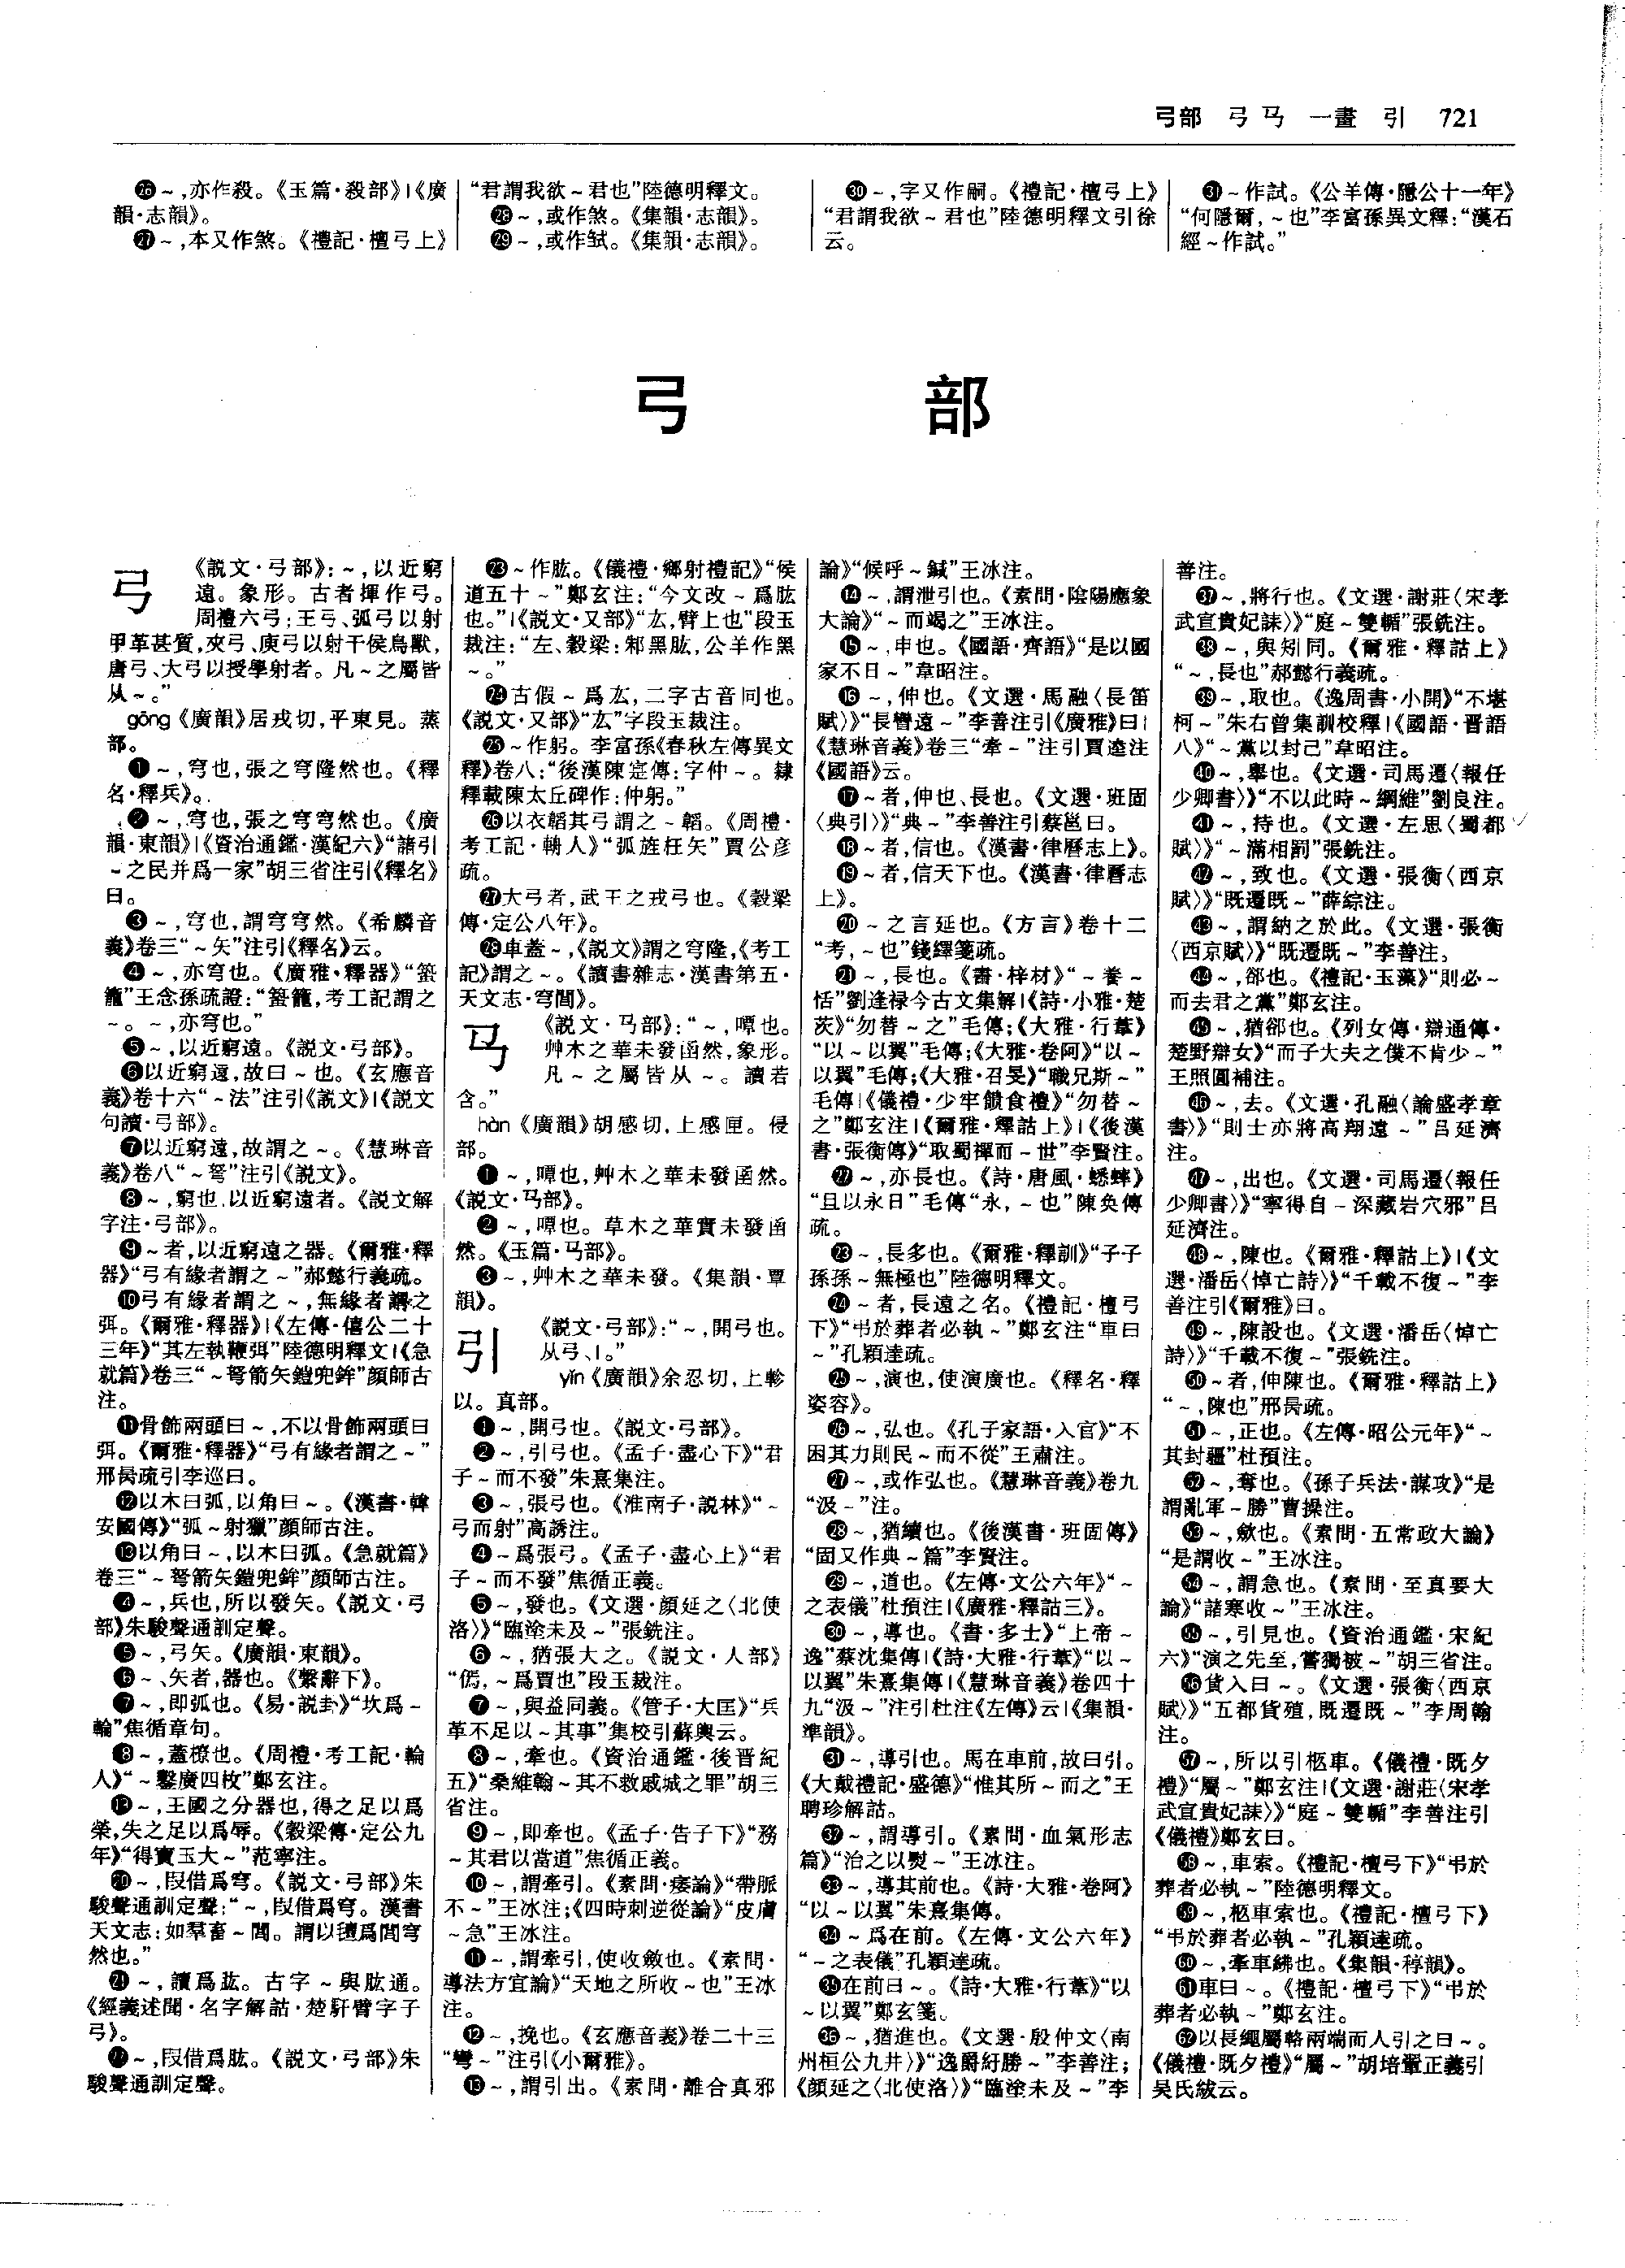 弓部　弓　𢎘　一畫　引　721
㉖～,亦作殺。《玉篇·殺部》|《廣
韻·志韻》。
㉗～,本又作煞。《禮記·檀弓上》
“君謂我欲～君也”陸德明釋文。
㉘～,或作煞。《集韻·志韻》。
㉙～,或作弑。《集韻·志韻》。
㉚～,字又作嗣。《禮記·檀弓上》
“君謂我欲～君也”陸德明釋文引徐
云。
㉛～作試。《公羊傳·隱公十一年》
“何隱爾,～也”李富孫異文釋:“漢石
經～作試。”
弓　部
弓
《説文·弓部》:～,以近窮
遠。象形。古者揮作弓。
周禮六弓:王弓、弧弓以射
甲革甚質,夾弓、庾弓以射干侯鳥獸,
唐弓、大弓以授學射者。凡～之屬皆
从～。”
gōng《廣韻》居戎切,平東見。蒸
部。
❶～,穹也,張之穹隆然也。《釋
名·釋兵》。
❷～,穹也,張之穹穹然也。《廣
韻·東韻》|《資治通鑑·漢紀六》“諸引
～之民并爲一家”胡三省注引《釋名》
曰。
❸～,穹也,謂穹穹然。《希麟音
義》卷三“～矢”注引《釋名》云。
❹～,亦穹也。《廣雅·釋器》“䈑
籠”王念孫疏證:“䈑籠,考工記謂之
～。～,亦穹也。”
❺～,以近窮遠。《説文·弓部》。
❻以近窮遠,故曰～也。《玄應音
義》卷十六“～法”注引《説文》|《説文
句讀·弓部》。
❼以近窮遠,故謂之～。《慧琳音
義》卷八“～弩”注引《説文》。
❽～,窮也,以近窮遠者。《説文解
字注·弓部》。
❾～者,以近窮遠之器。《爾雅·釋
器》“弓有緣者謂之～”郝懿行義疏。
❿弓有緣者謂之～,無緣者謂之
弭。《爾雅·釋器》|《左傳·僖公二十
三年》“其左執鞭弭”陸德明釋文|《急
就篇》卷三“～弩箭矢鎧兜鉾”顔師古
注。
⓫骨飾兩頭曰～,不以骨飾兩頭曰
弭。《爾雅·釋器》“弓有緣者謂之～”
邢昺疏引李巡曰。
⓬以木曰弧,以角曰～。《漢書·韓
安國傳》“弧～射獵”顔師古注。
⓭以角曰～,以木曰弧。《急就篇》
卷三“～弩箭矢鎧兜鉾”顔師古注。
⓮～,兵也,所以發矢。《説文·弓
部》朱駿聲通訓定聲。
⓯～,弓矢。《廣韻·東韻》。
⓰～、矢者,器也。《繫辭下》。
⓱～,即弧也。《易·説卦》“坎爲～
輪”焦循章句。
⓲～,蓋橑也。《周禮·考工記·輪
人》“～鑿廣四枚”鄭玄注。
⓳～,王國之分器也,得之足以爲
榮,失之足以爲辱。《穀梁傳·定公九
年》“得寶玉大～”范寧注。
⓴～,叚借爲穹。《説文·弓部》朱
駿聲通訓定聲:“～,叚借爲穹。漢書
天文志:如羣畜～閭。謂以氊爲閭穹
然也。”
㉑～,讀爲厷。古字～與肱通。
《經義述聞·名字解詁·楚馯臂字子
弓》。
㉒～,叚借爲肱。《説文·弓部》朱
駿聲通訓定聲。
㉓～作肱。《儀禮·鄉射禮記》“侯
道五十～”鄭玄注:“今文改～爲肱
也。”|《説文·又部》“厷,臂上也”段玉
裁注:“左、穀梁:邾黑肱,公羊作黑
～。”
㉔古假～爲厷,二字古音同也。
《説文·又部》“厷”字段玉裁注。
㉕～作躬。李富孫《春秋左傳異文
釋》卷八:“後漢陳寔傳:字仲～。隸
釋載陳太丘碑作:仲躬。”
㉖以衣韜其弓謂之～韜。《周禮·
考工記·輈人》“弧旌枉矢”賈公彦
疏。
㉗大弓者,武王之戎弓也。《穀梁
傳·定公八年》。
㉘車蓋～,《説文》謂之穹隆,《考工
記》謂之～。《讀書雜志·漢書第五·
天文志·穹閭》。
𢎘
《説文·𢎘部》:“～,嘾也。
艸木之華未發圅然,象形。
凡～之屬皆从～。讀若
含。”
hàn《廣韻》胡感切,上感匣。侵
部。
❶～,嘾也,艸木之華未發圅然。
《説文·𢎘部》。
❷～,嘾也。草木之華實未發函
然。《玉篇·𢎘部》。
❸～,艸木之華未發。《集韻·覃
韻》。
引
《説文·弓部》:“～,開弓也。
从弓、丨。”
yǐn《廣韻》余忍切,上軫
以。真部。
❶～,開弓也。《説文·弓部》。
❷～,引弓也。《孟子·盡心下》“君
子～而不發”朱熹集注。
❸～,張弓也。《淮南子·説林》“～
弓而射”高誘注。
❹～爲張弓。《孟子·盡心上》“君
子～而不發”焦循正義。
❺～,發也。《文選·顔延之〈北使
洛〉》“臨塗未及～”張銑注。
❻～,猶張大之。《説文·人部》
“僞,～爲賈也”段玉裁注。
❼～,與益同義。《管子·大匡》“兵
革不足以～其事”集校引蘇輿云。
❽～,牽也。《資治通鑑·後晉紀
五》“桑維翰～其不救戚城之罪”胡三
省注。
❾～,即牽也。《孟子·告子下》“務
～其君以當道”焦循正義。
❿～,謂牽引。《素問·痿論》“帶脈
不～”王冰注;《四時刺逆從論》“皮膚
～急”王冰注。
⓫～,謂牽引,使收斂也。《素問·
導法方宜論》“天地之所收～也”王冰
注。
⓬～,挽也。《玄應音義》卷二十三
“彎～”注引《小爾雅》。
⓭～,謂引出。《素問·離合真邪
論》“候呼～鍼”王冰注。
⓮～,謂泄引也。《素問·陰陽應象
大論》“～而竭之”王冰注。
⓯～,申也。《國語·齊語》“是以國
家不日～”韋昭注。
⓰～,伸也。《文選·馬融〈長笛
賦〉》“長䜌遠～”李善注引《廣雅》曰|
《慧琳音義》卷三“牽～”注引賈逵注
《國語》云。
⓱～者,伸也、長也。《文選·班固
〈典引〉》“典～”李善注引蔡邕曰。
⓲～者,信也。《漢書·律曆志上》。
⓳～者,信天下也。《漢書·律曆志
上》。
⓴～之言延也。《方言》卷十二
“考,～也”錢繹箋疏。
㉑～,長也。《書·梓材》“～養～
恬”劉逢禄今古文集解|《詩·小雅·楚
茨》“勿替～之”毛傳;《大雅·行葦》
“以～以翼”毛傳;《大雅·卷阿》“以～
以翼”毛傳;《大雅·召旻》“職兄斯～”
毛傳|《儀禮·少牢饋食禮》“勿替～
之”鄭玄注|《爾雅·釋詁上》|《後漢
書·張衡傳》“取蜀禪而～世”李賢注。
㉒～,亦長也。《詩·唐風·蟋蟀》
“且以永日”毛傳“永,～也”陳奐傳
疏。
㉓～,長多也。《爾雅·釋訓》“子子
孫孫～無極也”陸德明釋文。
㉔～者,長遠之名。《禮記·檀弓
下》“弔於葬者必執～”鄭玄注“車曰
～”孔穎達疏。
㉕～,演也,使演廣也。《釋名·釋
姿容》。
㉖～,弘也。《孔子家語·入官》“不
因其力則民～而不從”王肅注。
㉗～,或作弘也。《慧琳音義》卷九
“汲～”注。
㉘～,猶續也。《後漢書·班固傳》
“固又作典～篇”李賢注。
㉙～,道也。《左傳·文公六年》“～
之表儀”杜預注|《廣雅·釋詁三》。
㉚～,導也。《書·多士》“上帝～
逸”蔡沈集傳|《詩·大雅·行葦》“以～
以翼”朱熹集傳|《慧琳音義》卷四十
九“汲～”注引杜注《左傳》云|《集韻·
準韻》。
㉛～,導引也。馬在車前,故曰引。
《大戴禮記·盛德》“惟其所～而之”王
聘珍解詁。
㉜～,謂導引。《素問·血氣形志
篇》“治之以熨～”王冰注。
㉝～,導其前也。《詩·大雅·卷阿》
“以～以翼”朱熹集傳。
㉞～爲在前。《左傳·文公六年》
“～之表儀”孔穎達疏。
㉟在前曰～。《詩·大雅·行葦》“以
～以翼”鄭玄箋。
㊱～,猶進也。《文選·殷仲文〈南
州桓公九井〉》“逸爵紆勝～”李善注;
《顔延之〈北使洛〉》“臨塗未及～”李
善注。
㊲～,將行也。《文選·謝莊〈宋孝
武宣貴妃誄〉》“庭～雙輴”張銑注。
㊳～,與矧同。《爾雅·釋詁上》
“～,長也”郝懿行義疏。
㊴～,取也。《逸周書·小開》“不堪
柯～”朱右曾集訓校釋|《國語·晋語
八》“～黨以封己”韋昭注。
㊵～,舉也。《文選·司馬遷〈報任
少卿書〉》“不以此時～綱維”劉良注。
㊶～,持也。《文選·左思〈蜀都
賦〉》“～滿相罰”張銑注。
㊷～,致也。《文選·張衡〈西京
賦〉》“既遷既～”薛綜注。
㊸～,謂納之於此。《文選·張衡
〈西京賦〉》“既遷既～”李善注。
㊹～,卻也。《禮記·玉藻》“則必～
而去君之黨”鄭玄注。
㊺～,猶卻也。《列女傳·辯通傳·
楚野辯女》“而子大夫之僕不肯少～”
王照圓補注。
㊻～,去。《文選·孔融〈論盛孝章
書〉》“則士亦將高翔遠～”吕延濟
注。
㊼～,出也。《文選·司馬遷〈報任
少卿書〉》“寧得自～深藏岩穴邪”吕
延濟注。
㊽～,陳也。《爾雅·釋詁上》|《文
選·潘岳〈悼亡詩〉》“千載不復～”李
善注引《爾雅》曰。
㊾～,陳設也。《文選·潘岳〈悼亡
詩〉》“千載不復～”張銑注。
㊿～者,伸陳也。《爾雅·釋詁上》
“～,陳也”邢昺疏。
51～,正也。《左傳·昭公元年》“～
其封疆”杜預注。
52～,奪也。《孫子兵法·謀攻》“是
謂亂軍～勝”曹操注。
53～,斂也。《素問·五常政大論》
“是謂收～”王冰注。
54～,謂急也。《素問·至真要大
論》“諸寒收～”王冰注。
55～,引見也。《資治通鑑·宋紀
六》“演之先至,嘗獨被～”胡三省注。
56貨入曰～。《文選·張衡〈西京
賦〉》“五都貨殖,既遷既～”李周翰
注。
57～,所以引柩車。《儀禮·既夕
禮》“屬～”鄭玄注|《文選·謝莊〈宋孝
武宣貴妃誄〉》“庭～雙輴”李善注引
《儀禮》鄭玄曰。
58～,車索。《禮記·檀弓下》“弔於
葬者必執～”陸德明釋文。
59～,柩車索也。《禮記·檀弓下》
“弔於葬者必執～”孔穎達疏。
60～,牽車紼也。《集韻·稕韻》。
61車曰～。《禮記·檀弓下》“弔於
葬者必執～”鄭玄注。
62以長繩屬輅兩端而人引之曰～。
《儀禮·既夕禮》“屬～”胡培翬正義引
吴氏紱云。